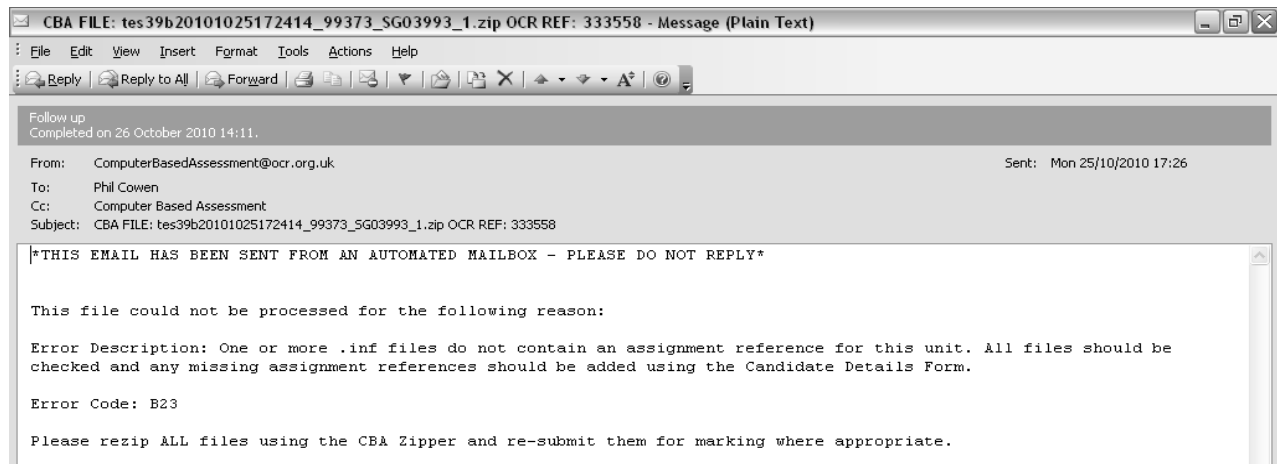 CBA FILE: tes39b20101025172414_99373_SG03993_1.zip OCR REF: 333558 - Message (Plain Text)
File Edit View Insert Format Tools Actions Help
Reply Reply to All Forward
Follow up
Completed on 26 October 2010 14:11.
From: ComputerBasedAssessment@ocr.org.uk Sent: Mon 25/10/2010 17:26
To: Phil Cowen
Cc: Computer Based Assessment
Subject: CBA FILE: tes39b20101025172414_99373_SG03993_1.zip OCR REF: 333558
*THIS EMAIL HAS BEEN SENT FROM AN AUTOMATED MAILBOX - PLEASE DO NOT REPLY*
This file could not be processed for the following reason:
Error Description: One or more .inf files do not contain an assignment reference for this unit. All files should be
checked and any missing assignment references should be added using the Candidate Details Form.
Error Code: B23
Please rezip ALL files using the CBA Zipper and re-submit them for marking where appropriate.